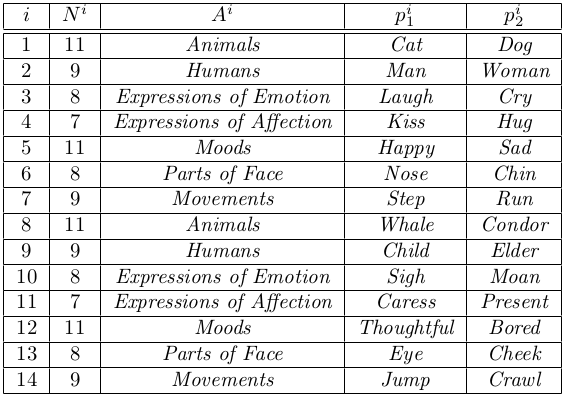 i N^i A^i p_1^i p_2^i
1 11 Animals Cat Dog
2 9 Humans Man Woman
3 8 Expressions of Emotion Laugh Cry
4 7 Expressions of Affection Kiss Hug
5 11 Moods Happy Sad
6 8 Parts of Face Nose Chin
7 9 Movements Step Run
8 11 Animals Whale Condor
9 9 Humans Child Elder
10 8 Expressions of Emotion Sigh Moan
11 7 Expressions of Affection Caress Present
12 11 Moods Thoughtful Bored
13 8 Parts of Face Eye Cheek
14 9 Movements Jump Crawl